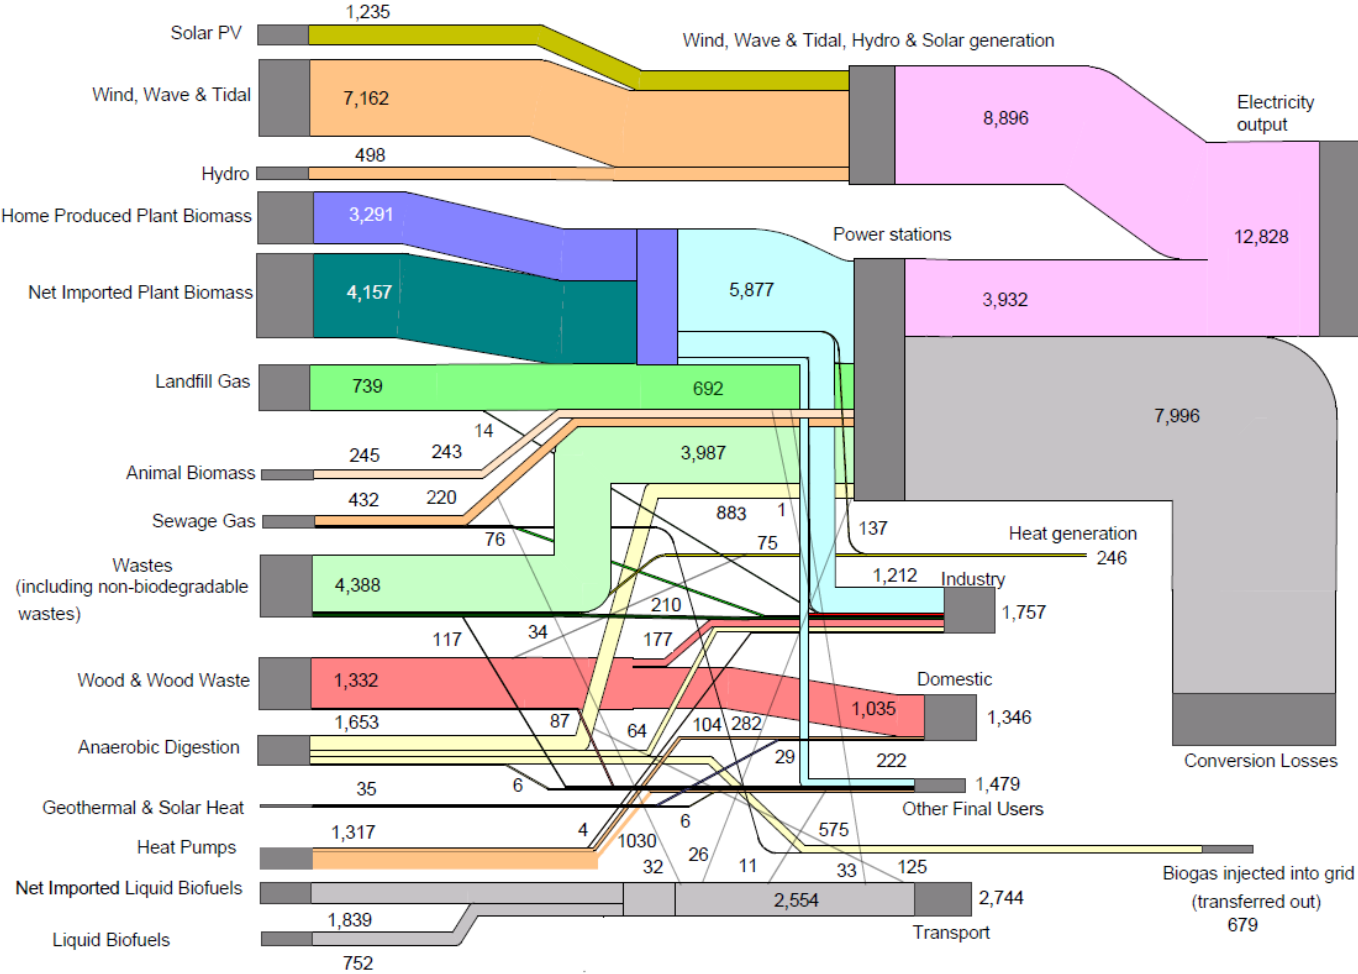 1,235
Solar PV
Wind, Wave & Tidal, Hydro & Solar generation
Wind, Wave & Tidal
7,162
8,896
Electricity
output
498
Hydro
Home Produced Plant Biomass
3,291
Power stations
12,828
Net Imported Plant Biomass
4,157
5,877
3,932
Landfill Gas
739
692
7,996
14
Animal Biomass
245
243
3,987
Sewage Gas
432
220
883
1
137
76
75
Heat generation
246
Wastes
(including non-biodegradable
wastes)
4,388
1,212
Industry
1,757
210
117
34
177
Wood & Wood Waste
1,332
Domestic
1,035
1,346
1,653
87
64
104
282
Anaerobic Digestion
29
222
Conversion Losses
35
6
1,479
Geothermal & Solar Heat
Other Final Users
1,317
4
1030
6
575
Heat Pumps
32
26
11
33
125
Biogas injected into grid
(transferred out)
679
Net Imported Liquid Biofuels
2,554
2,744
1,839
Transport
Liquid Biofuels
752